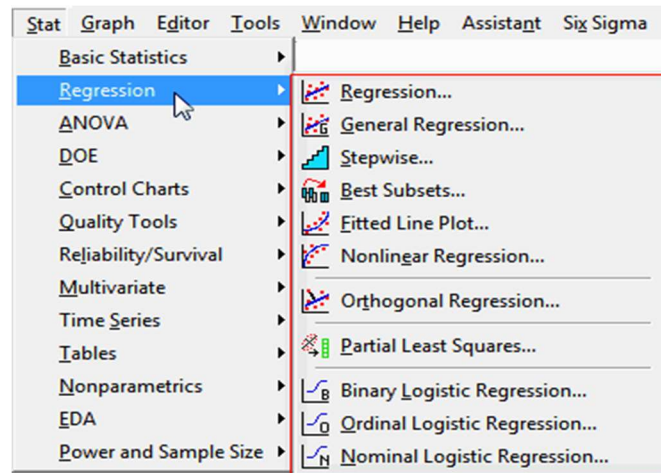 Stat Graph Editor Tools Window Help Assistant Six Sigma
Basic Statistics
Regression
ANOVA
DOE
Control Charts
Quality Tools
Reliability/Survival
Multivariate
Time Series
Tables
Nonparametrics
EDA
Power and Sample Size
Regression...
General Regression...
Stepwise...
Best Subsets...
Fitted Line Plot...
Nonlinear Regression...
Orthogonal Regression...
Partial Least Squares...
Binary Logistic Regression...
Ordinal Logistic Regression...
Nominal Logistic Regression...